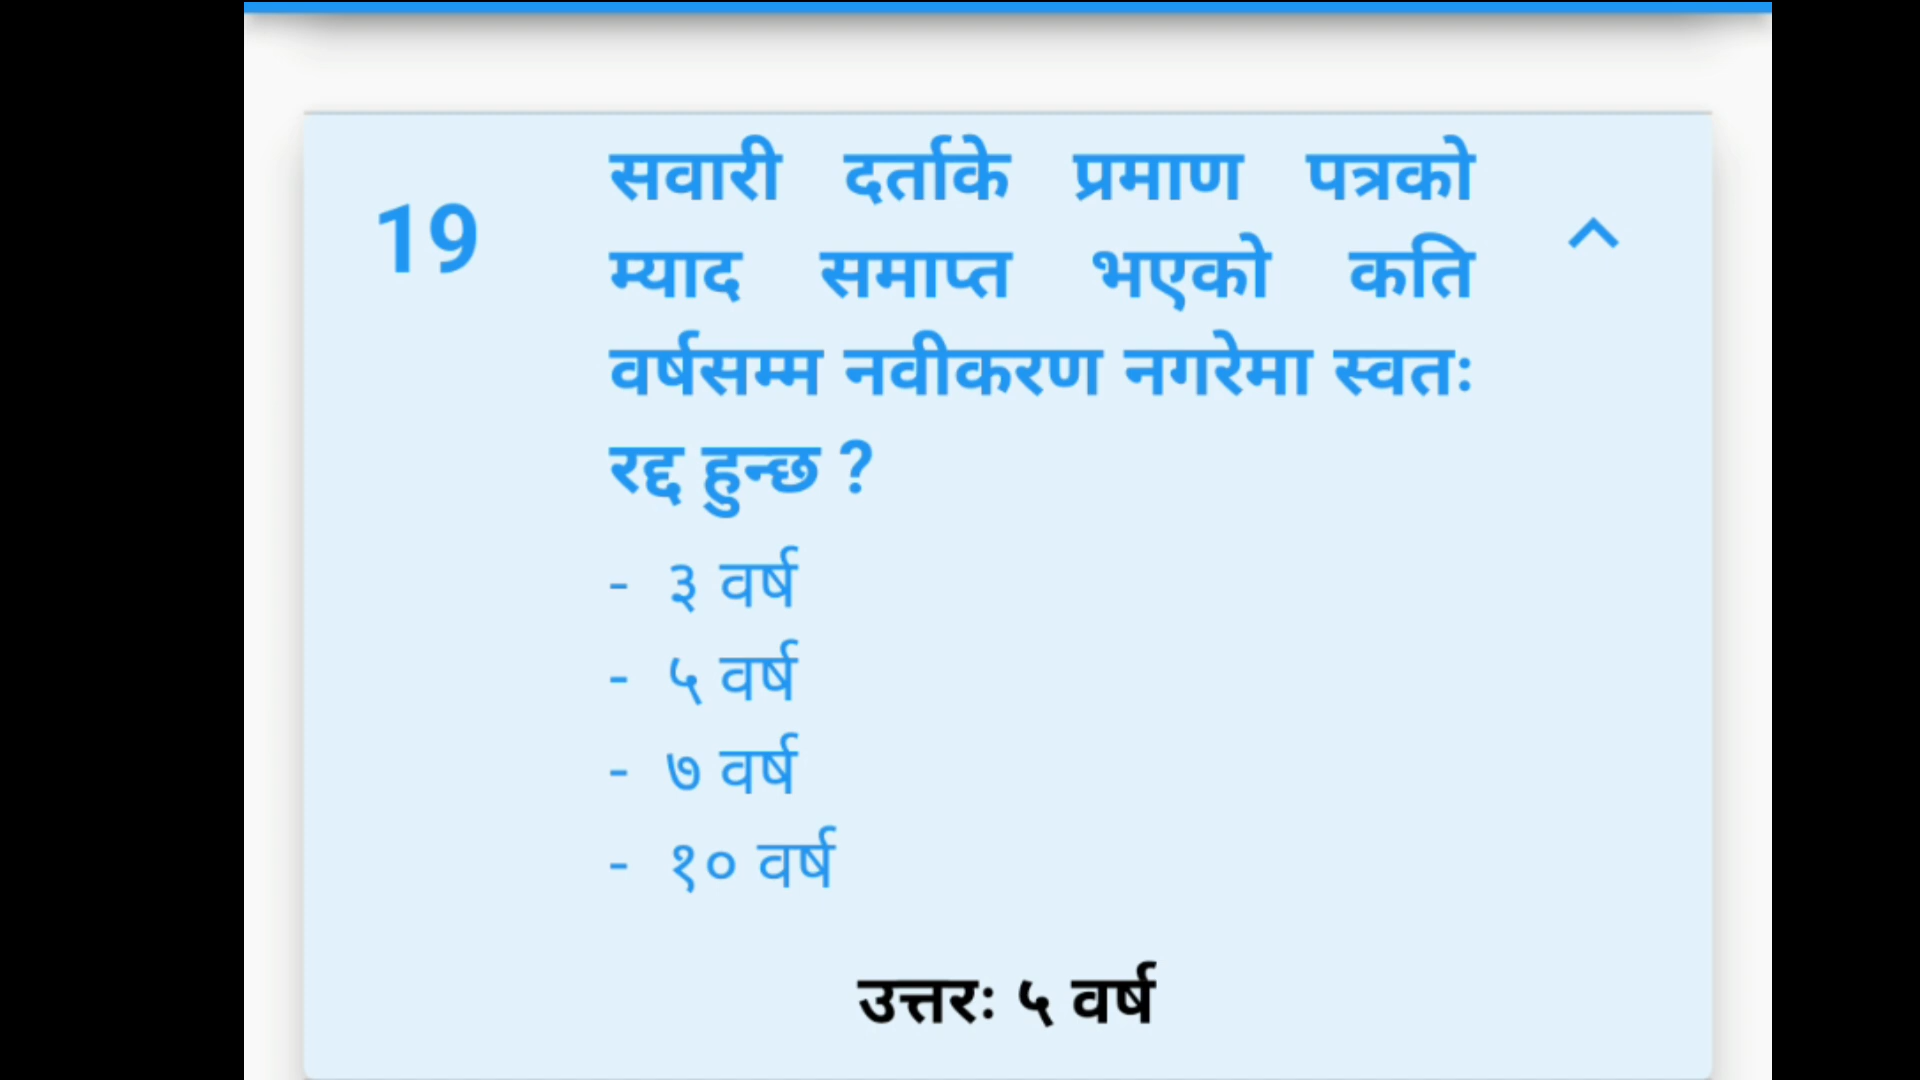 19
सवारी दर्ताके प्रमाण पत्रको
म्याद समाप्त भएको कति
वर्षसम्म नवीकरण नगरेमा स्वतः
रद्द हुन्छ ?
- ३ वर्ष
- ५ वर्ष
- ७ वर्ष
- १० वर्ष
उत्तरः ५ वर्ष